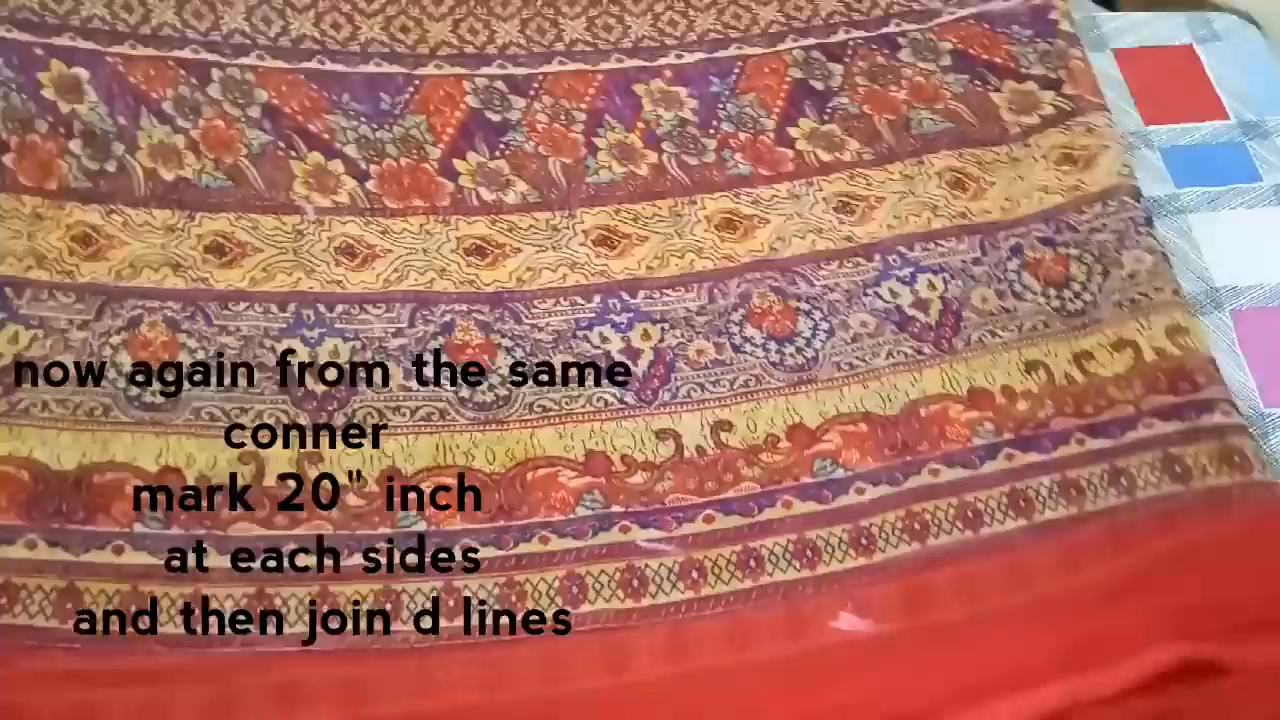 now again from the same
conner
mark 20" inch
at each sides
and then join d lines